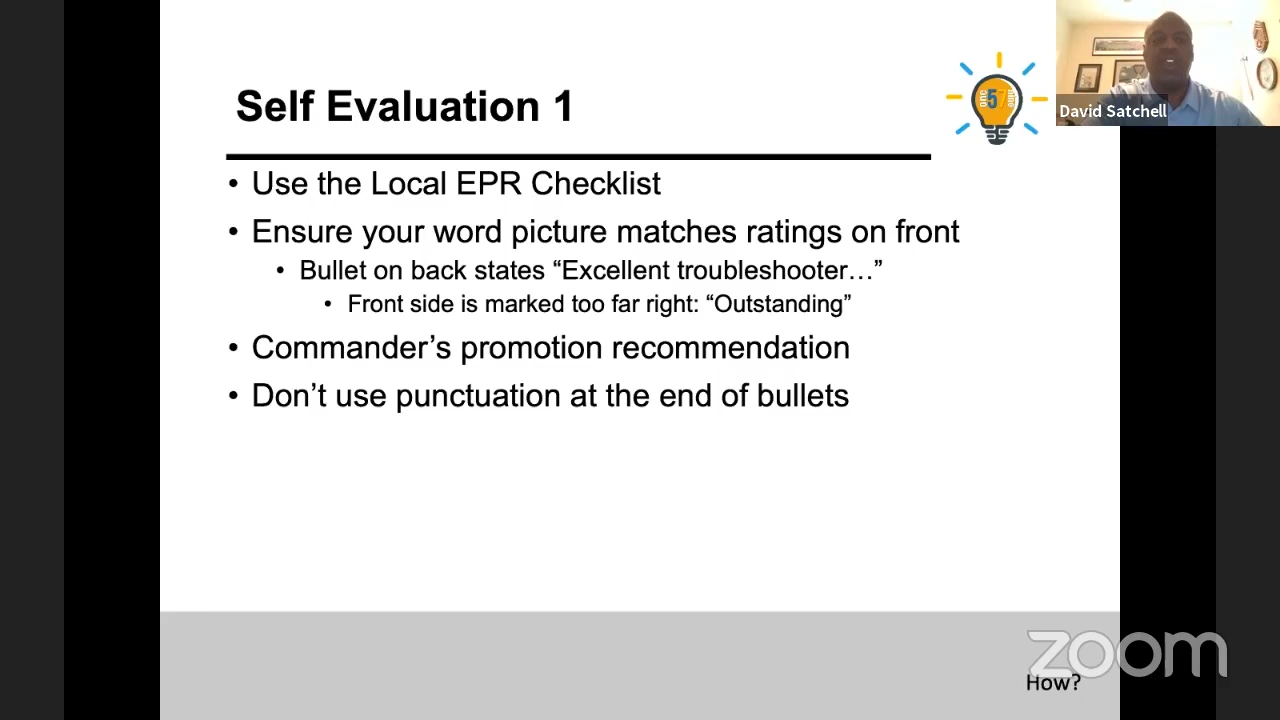 Self Evaluation 1
• Use the Local EPR Checklist
• Ensure your word picture matches ratings on front
• Bullet on back states “Excellent troubleshooter…”
• Front side is marked too far right: “Outstanding”
• Commander’s promotion recommendation
• Don’t use punctuation at the end of bullets
57
David Satchell
zoom
How?